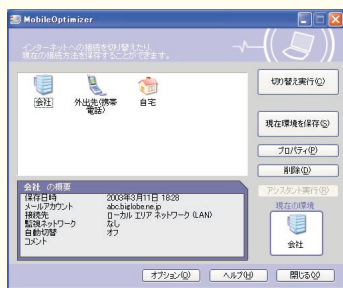 MobileOptimizer
インターネットへの接続を切り替えたり、
現在の接続方法を保存することができます。
会社
外出先(携帯
電話)
自宅
切り替え実行(C)
現在環境を保存(S)
プロパティ(P)
削除(D)
アシスタント実行(R)
現在の環境
会社
会社 の概要
保存日時 2003年3月11日 18:28
メールアカウント abc.biglobe.ne.jp
接続先 ローカル エリア ネットワーク (LAN)
監視ネットワーク なし
自動切替 オフ
コメント
オプション(O)
ヘルプ(H)
閉じる(X)